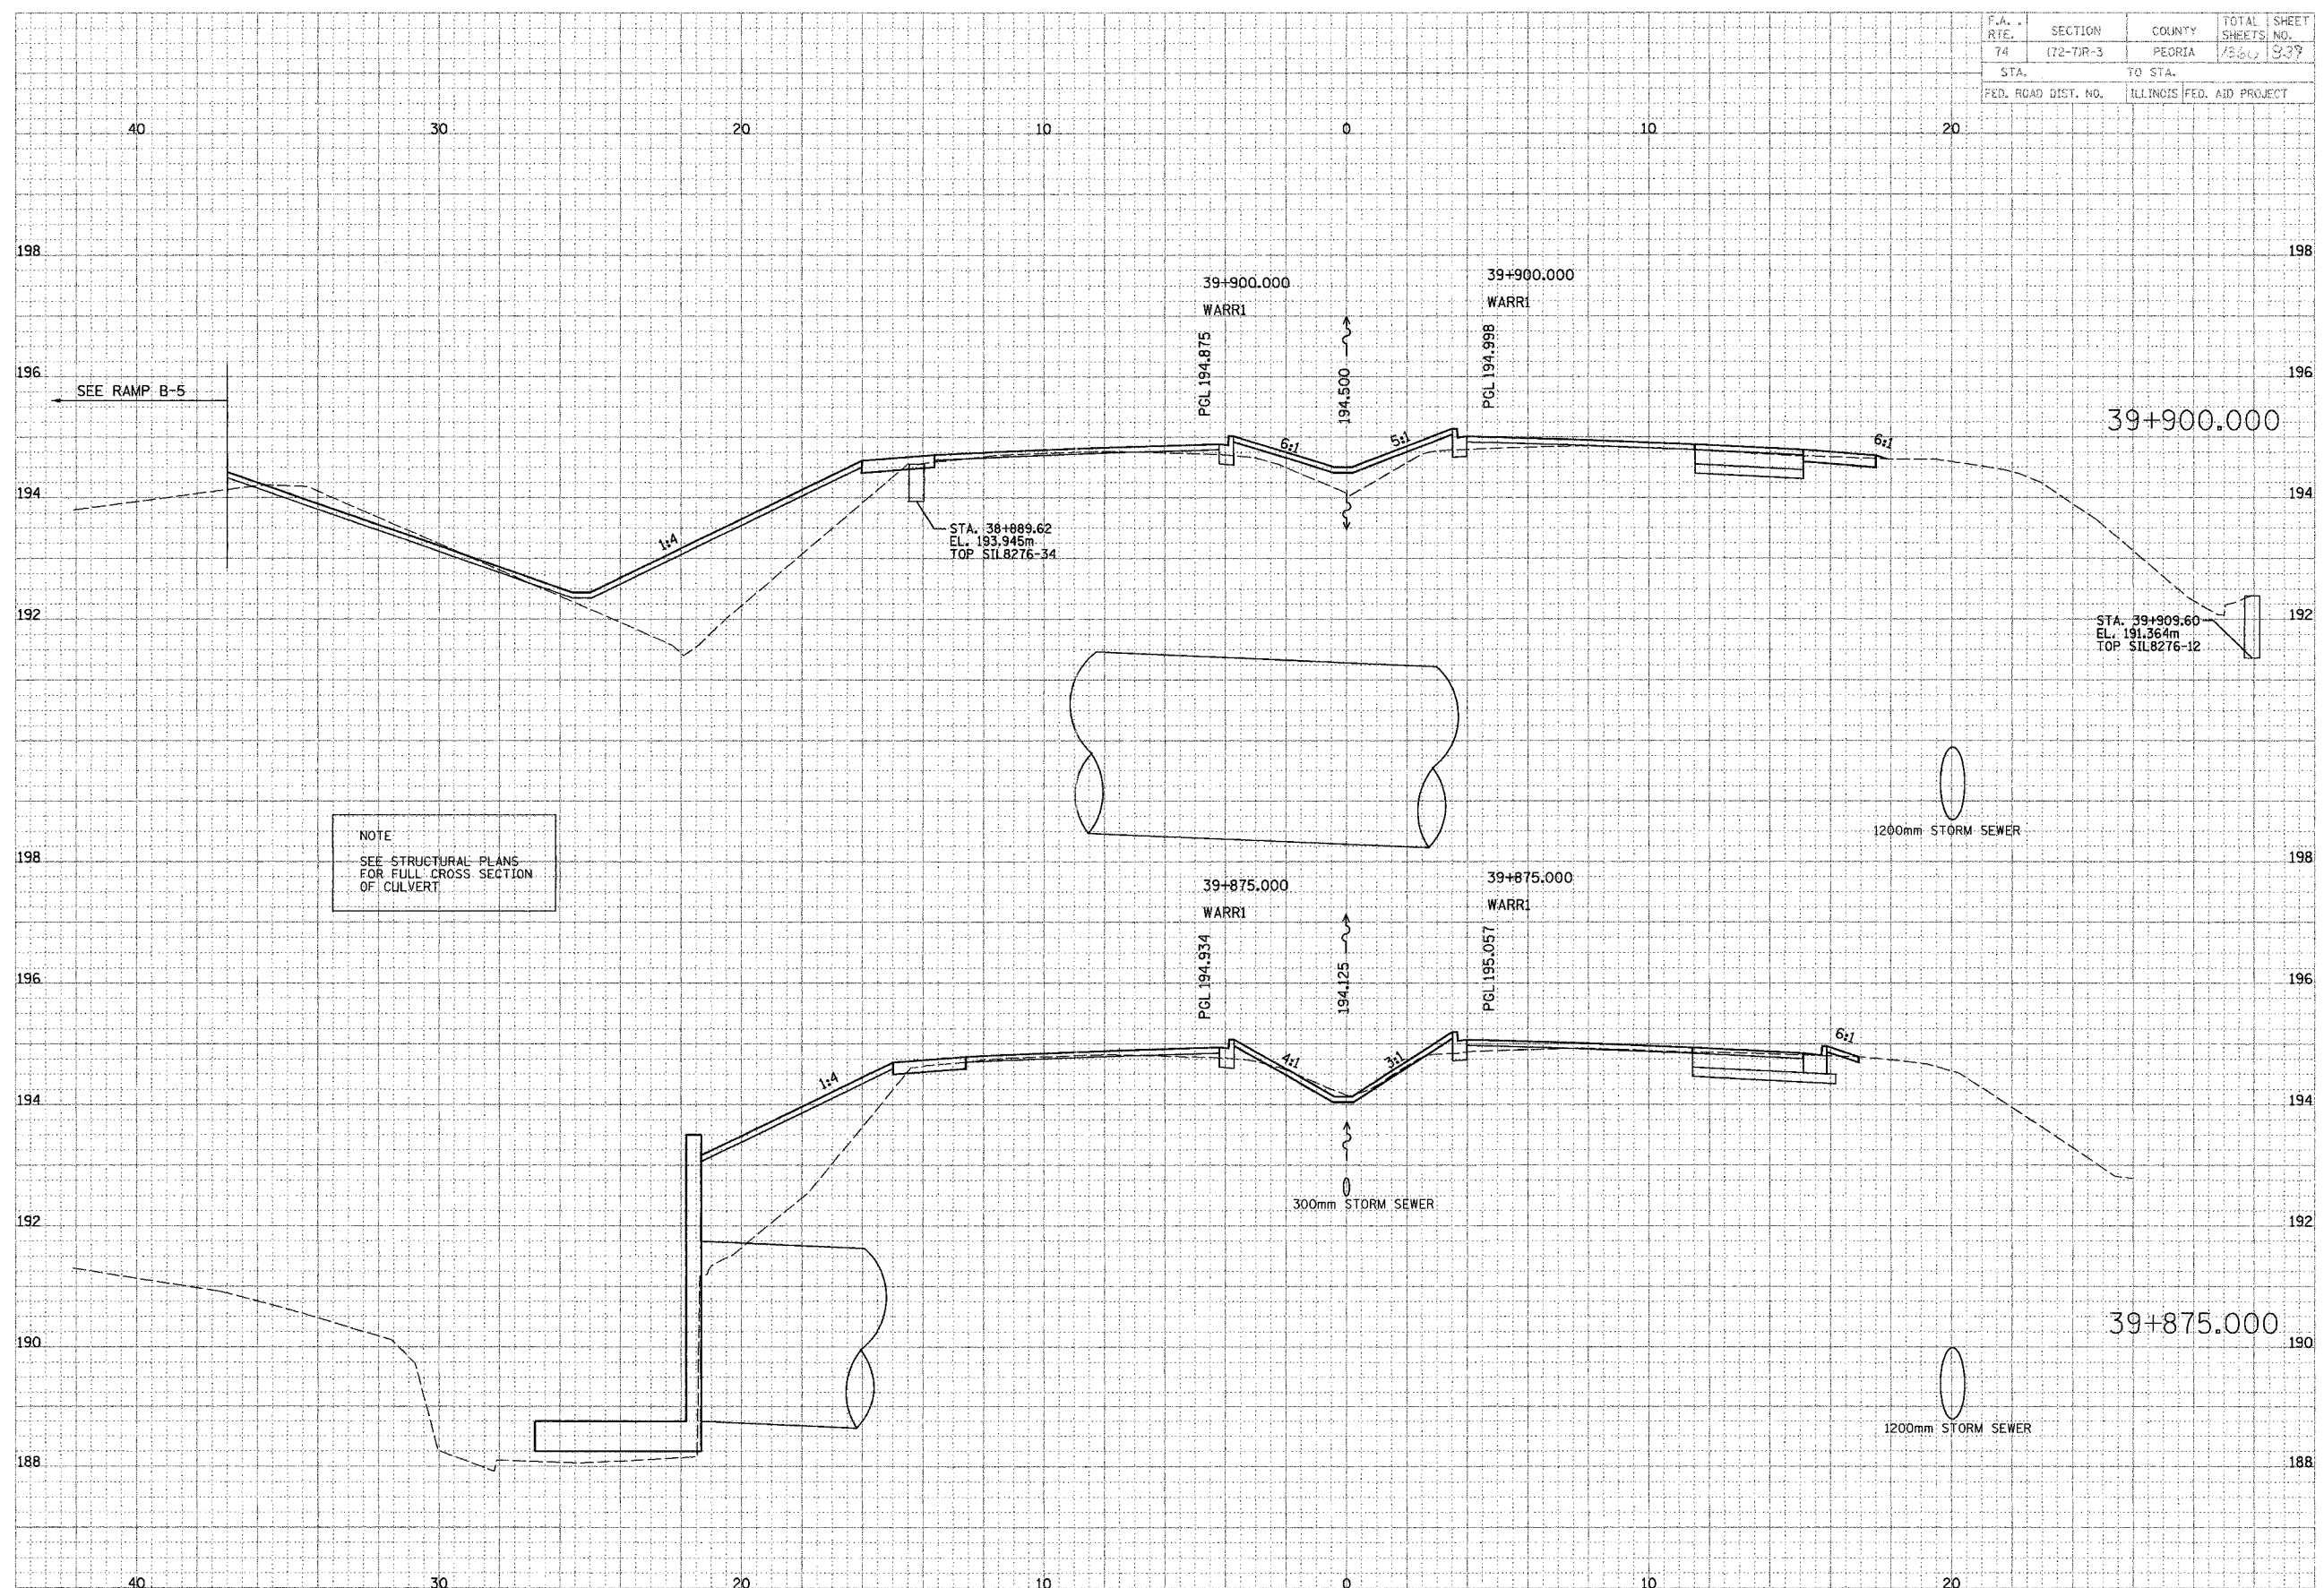 F.A. . RTE. SECTION COUNTY TOTAL SHEETS SHEET NO.
74 (72-7)R-3 PEORIA 1360 839
STA. TO STA.
FED. ROAD DIST. NO. ILLINOIS FED. AID PROJECT
40 30 20 10 0 10 20
198 198
39+900.000
WARR1
PGL 194.875
194.500
39+900.000
WARR1
PGL 194.998
196 196
SEE RAMP B-5
39+900.000
6:1 5:1 6:1
194 194
1:4
STA. 38+889.62
EL. 193.945m
TOP SIL8276-34
192 192
STA. 39+909.60
EL. 191.364m
TOP SIL8276-12
1200mm STORM SEWER
NOTE
SEE STRUCTURAL PLANS
FOR FULL CROSS SECTION
OF CULVERT
198 198
39+875.000
WARR1
PGL 194.934
194.125
39+875.000
WARR1
PGL 195.057
196 196
1:4 4:1 3:1 6:1
194 194
300mm STORM SEWER
192 192
39+875.000
190 190
1200mm STORM SEWER
188 188
40 30 20 10 0 10 20